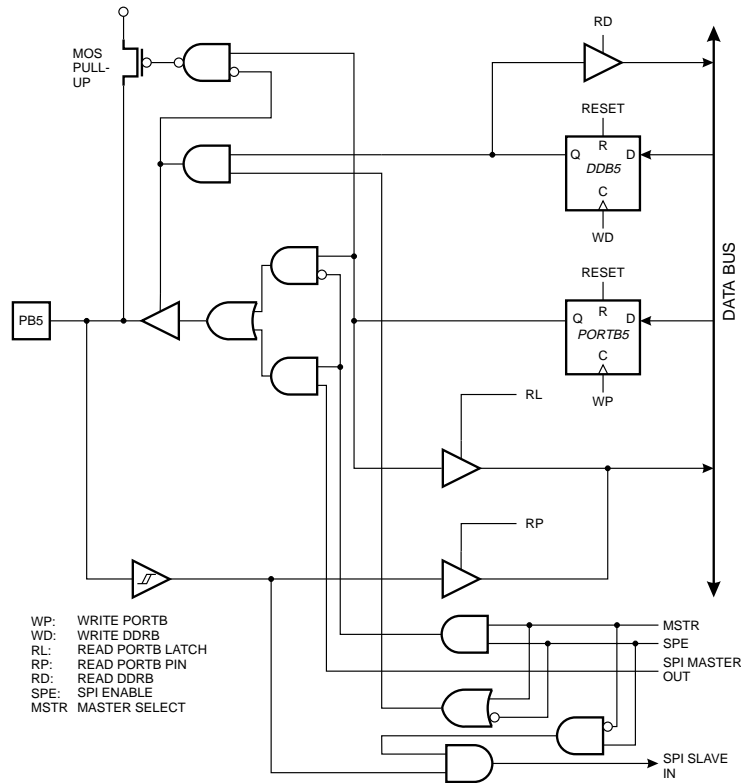 RD
MOS
PULL-
UP
RESET
R
Q
D
DDB5
C
WD
DATA BUS
RESET
R
Q
D
PORTB5
C
WP
PB5
RL
RP
WP: WRITE PORTB
WD: WRITE DDRB
RL: READ PORTB LATCH
RP: READ PORTB PIN
RD: READ DDRB
SPE: SPI ENABLE
MSTR MASTER SELECT
MSTR
SPE
SPI MASTER
OUT
SPI SLAVE
IN